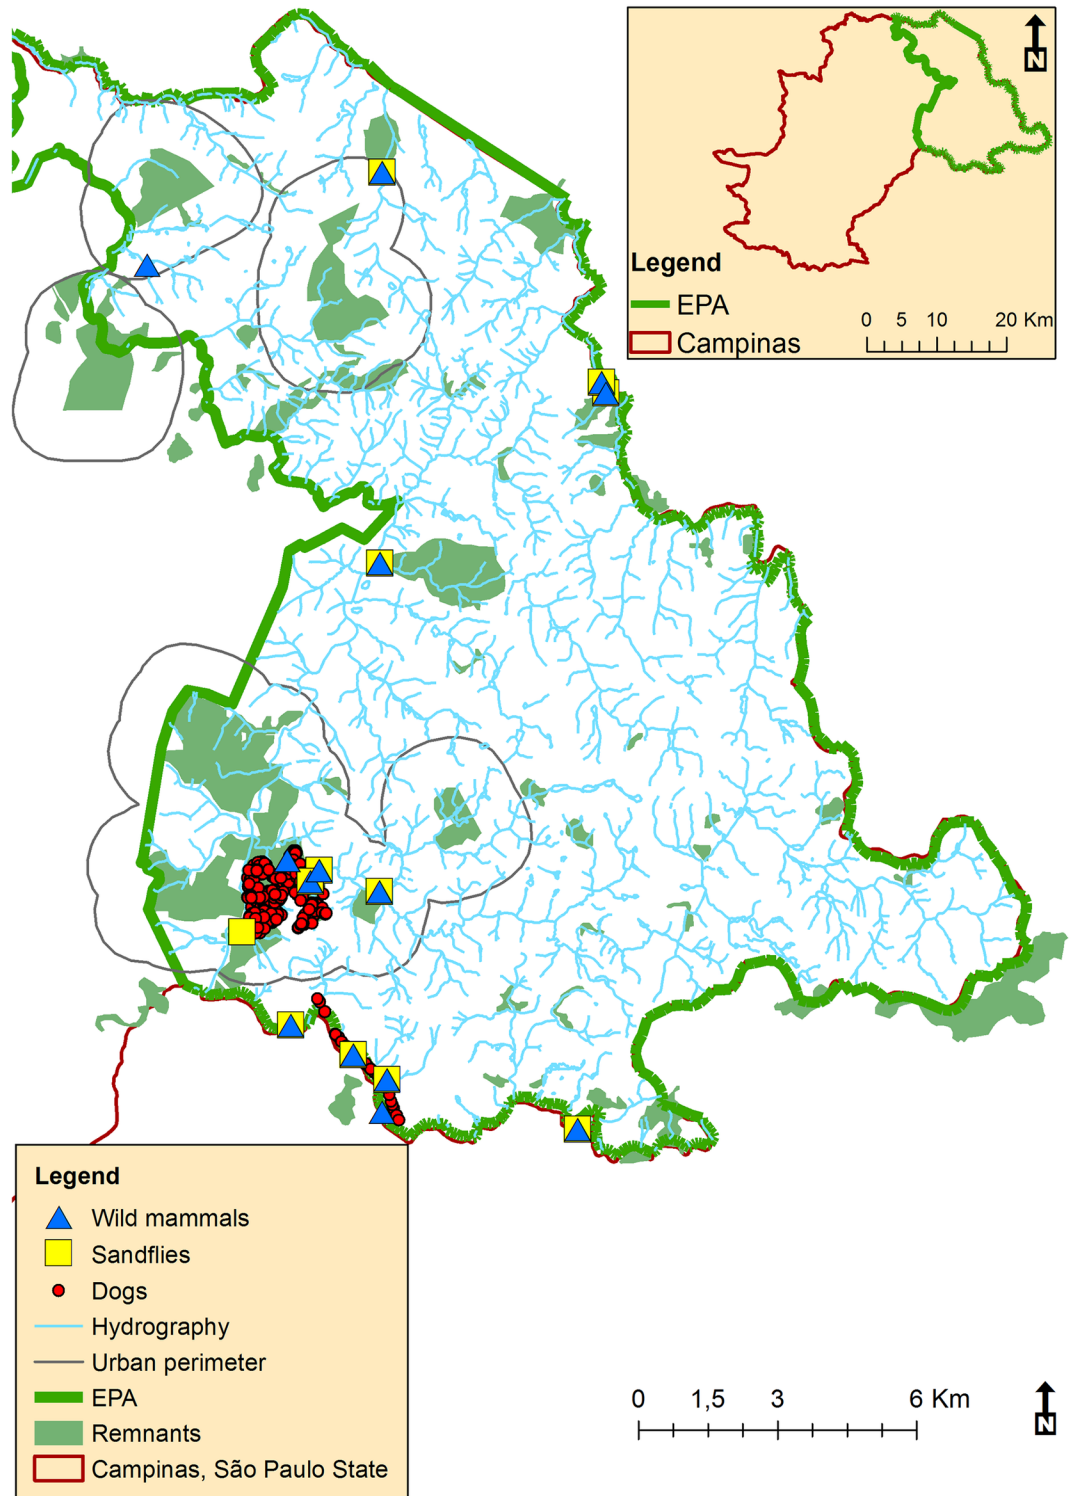 N
Legend
EPA
Campinas
0 5 10 20 Km
Legend
Wild mammals
Sandflies
Dogs
Hydrography
Urban perimeter
EPA
Remnants
Campinas, São Paulo State
0 1,5 3 6 Km
N